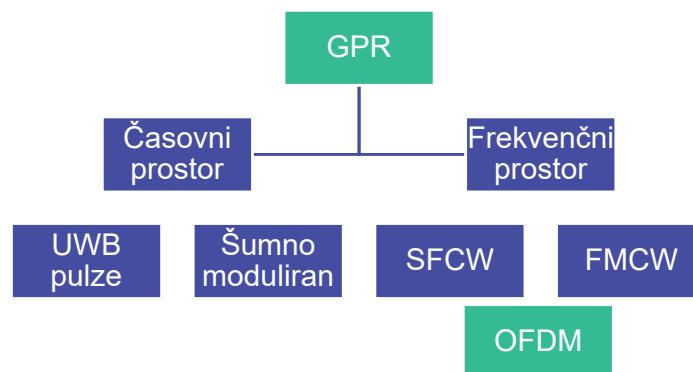 GPR
Časovni
prostor
Frekvenčni
prostor
UWB
pulze
Šumno
moduliran
SFCW
FMCW
OFDM